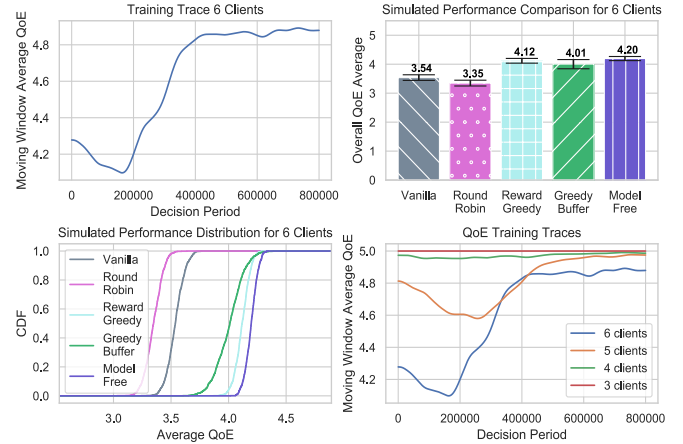 Training Trace 6 Clients
Moving Window Average QoE
4.8
4.6
4.4
4.2
0 200000 400000 600000 800000
Decision Period
Simulated Performance Comparison for 6 Clients
Overall QoE Average
5
4
3
2
1
0
3.54 3.35 4.12 4.01 4.20
Vanilla
Round
Robin
Reward
Greedy
Greedy
Buffer
Model
Free
Simulated Performance Distribution for 6 Clients
CDF
1.0
0.8
0.6
0.4
0.2
0.0
Vanilla
Round
Robin
Reward
Greedy
Greedy
Buffer
Model
Free
3.0 3.5 4.0 4.5
Average QoE
QoE Training Traces
Moving Window Average QoE
5.0
4.8
4.6
4.4
4.2
6 clients
5 clients
4 clients
3 clients
0 200000 400000 600000 800000
Decision Period